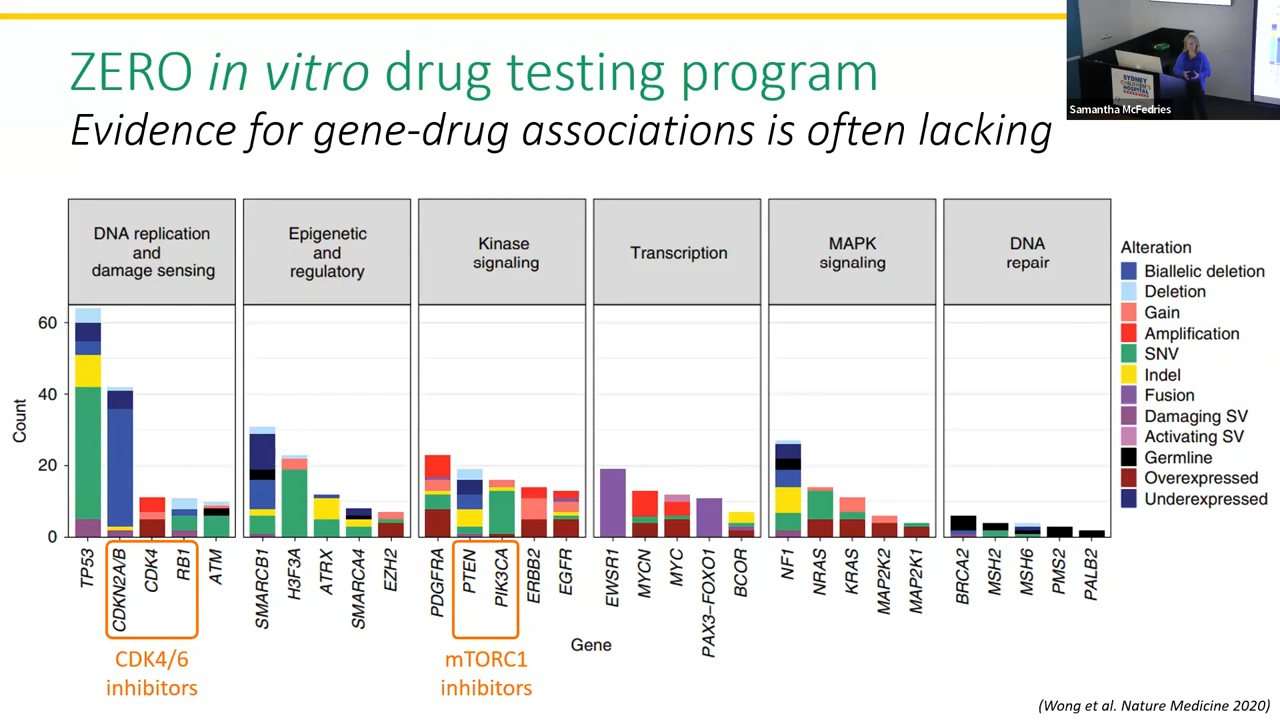 ZERO in vitro drug testing program
Evidence for gene-drug associations is often lacking
SYDNEY
CHILDREN'S
HOSPITAL
Samantha McFedries
DNA replication
and
damage sensing
Epigenetic
and
regulatory
Kinase
signaling
Transcription
MAPK
signaling
DNA
repair
Count
60
40
20
0
TP53
CDKN2A/B
CDK4
RB1
ATM
SMARCB1
H3F3A
ATRX
SMARCA4
EZH2
PDGFRA
PTEN
PIK3CA
ERBB2
EGFR
EWSR1
MYCN
MYC
PAX3–FOXO1
BCOR
NF1
NRAS
KRAS
MAP2K2
MAP2K1
BRCA2
MSH2
MSH6
PMS2
PALB2
Gene
Alteration
Biallelic deletion
Deletion
Gain
Amplification
SNV
Indel
Fusion
Damaging SV
Activating SV
Germline
Overexpressed
Underexpressed
CDK4/6
inhibitors
mTORC1
inhibitors
(Wong et al. Nature Medicine 2020)